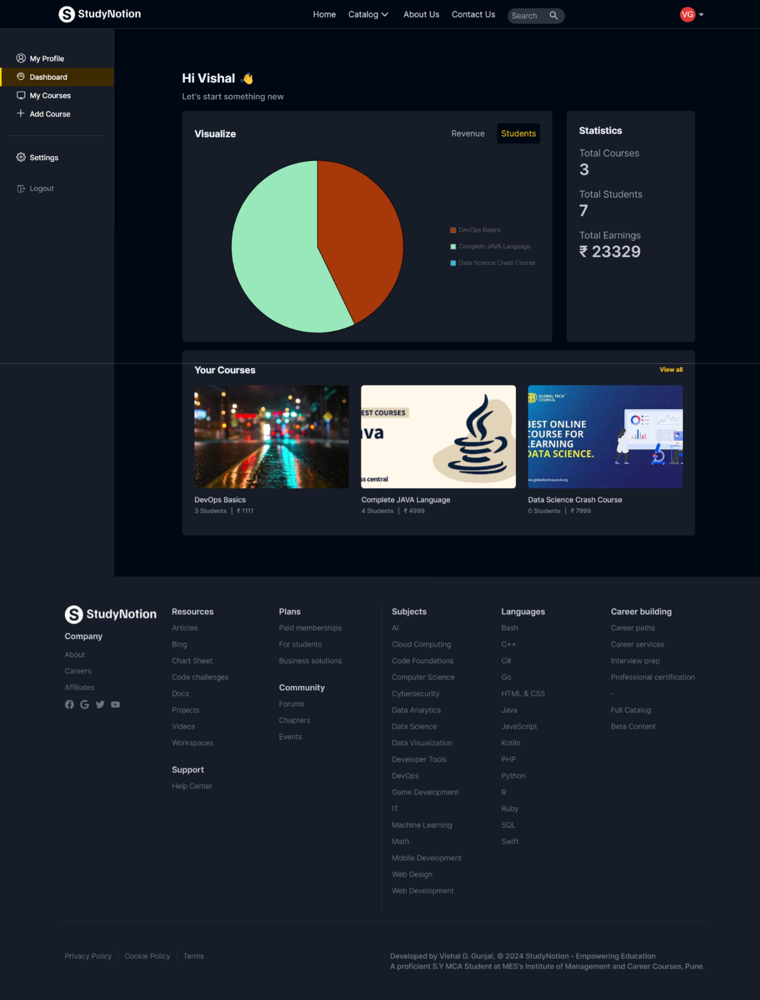 StudyNotion
Home
Catalog
About Us
Contact Us
Search
VG
My Profile
Dashboard
My Courses
Add Course
Settings
Logout
Hi Vishal 👋
Let's start something new
Visualize
Revenue
Students
DevOps Basics
Complete JAVA Language
Data Science Crash Course
Statistics
Total Courses
3
Total Students
7
Total Earnings
₹ 23329
Your Courses
View all
EST COURSES
va
ss central
GLOBAL TECH
COUNCIL
BEST ONLINE
COURSE FOR
LEARNING
DATA SCIENCE.
www.globaltechcouncil.org
DevOps Basics
3 Students | ₹ 1111
Complete JAVA Language
4 Students | ₹ 4999
Data Science Crash Course
0 Students | ₹ 7999
StudyNotion
Company
About
Careers
Affiliates
Resources
Articles
Blog
Chart Sheet
Code challenges
Docs
Projects
Videos
Workspaces
Support
Help Center
Plans
Paid memberships
For students
Business solutions
Community
Forums
Chapters
Events
Subjects
AI
Cloud Computing
Code Foundations
Computer Science
Cybersecurity
Data Analytics
Data Science
Data Visualization
Developer Tools
DevOps
Game Development
IT
Machine Learning
Math
Mobile Development
Web Design
Web Development
Languages
Bash
C++
C#
Go
HTML & CSS
Java
JavaScript
Kotlin
PHP
Python
R
Ruby
SQL
Swift
Career building
Career paths
Career services
Interview prep
Professional certification
-
Full Catalog
Beta Content
Privacy Policy
Cookie Policy
Terms
Developed by Vishal D. Gunjal, © 2024 StudyNotion - Empowering Education
A proficient S.Y MCA Student at MES's Institute of Management and Career Courses, Pune.